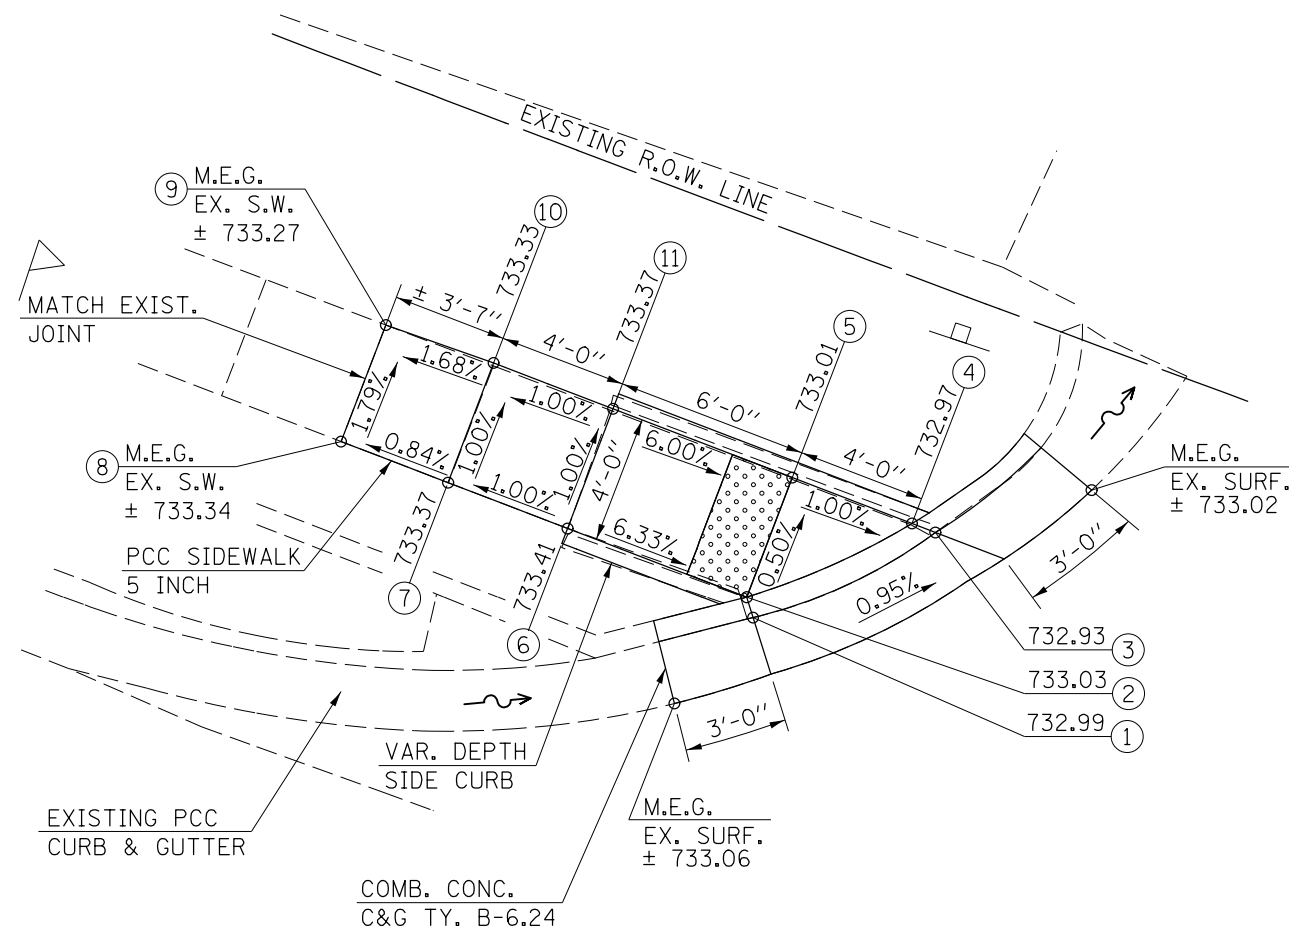 EXISTING R.O.W. LINE
9
M.E.G.
EX. S.W.
± 733.27
10
733.33
11
733.37
5
733.01
4
732.97
MATCH EXIST.
JOINT
± 3'-7"
4'-0"
6'-0"
4'-0"
1.68%
1.79%
1.00%
1.00%
1.00%
4'-0"
6.00%
0.84%
1.00%
6.33%
1.00%
0.50%
8
M.E.G.
EX. S.W.
± 733.34
M.E.G.
EX. SURF.
± 733.02
3'-0"
PCC SIDEWALK
5 INCH
733.37
7
733.41
6
0.95%
732.93
3
733.03
2
732.99
1
3'-0"
VAR. DEPTH
SIDE CURB
EXISTING PCC
CURB & GUTTER
M.E.G.
EX. SURF.
± 733.06
COMB. CONC.
C&G TY. B-6.24